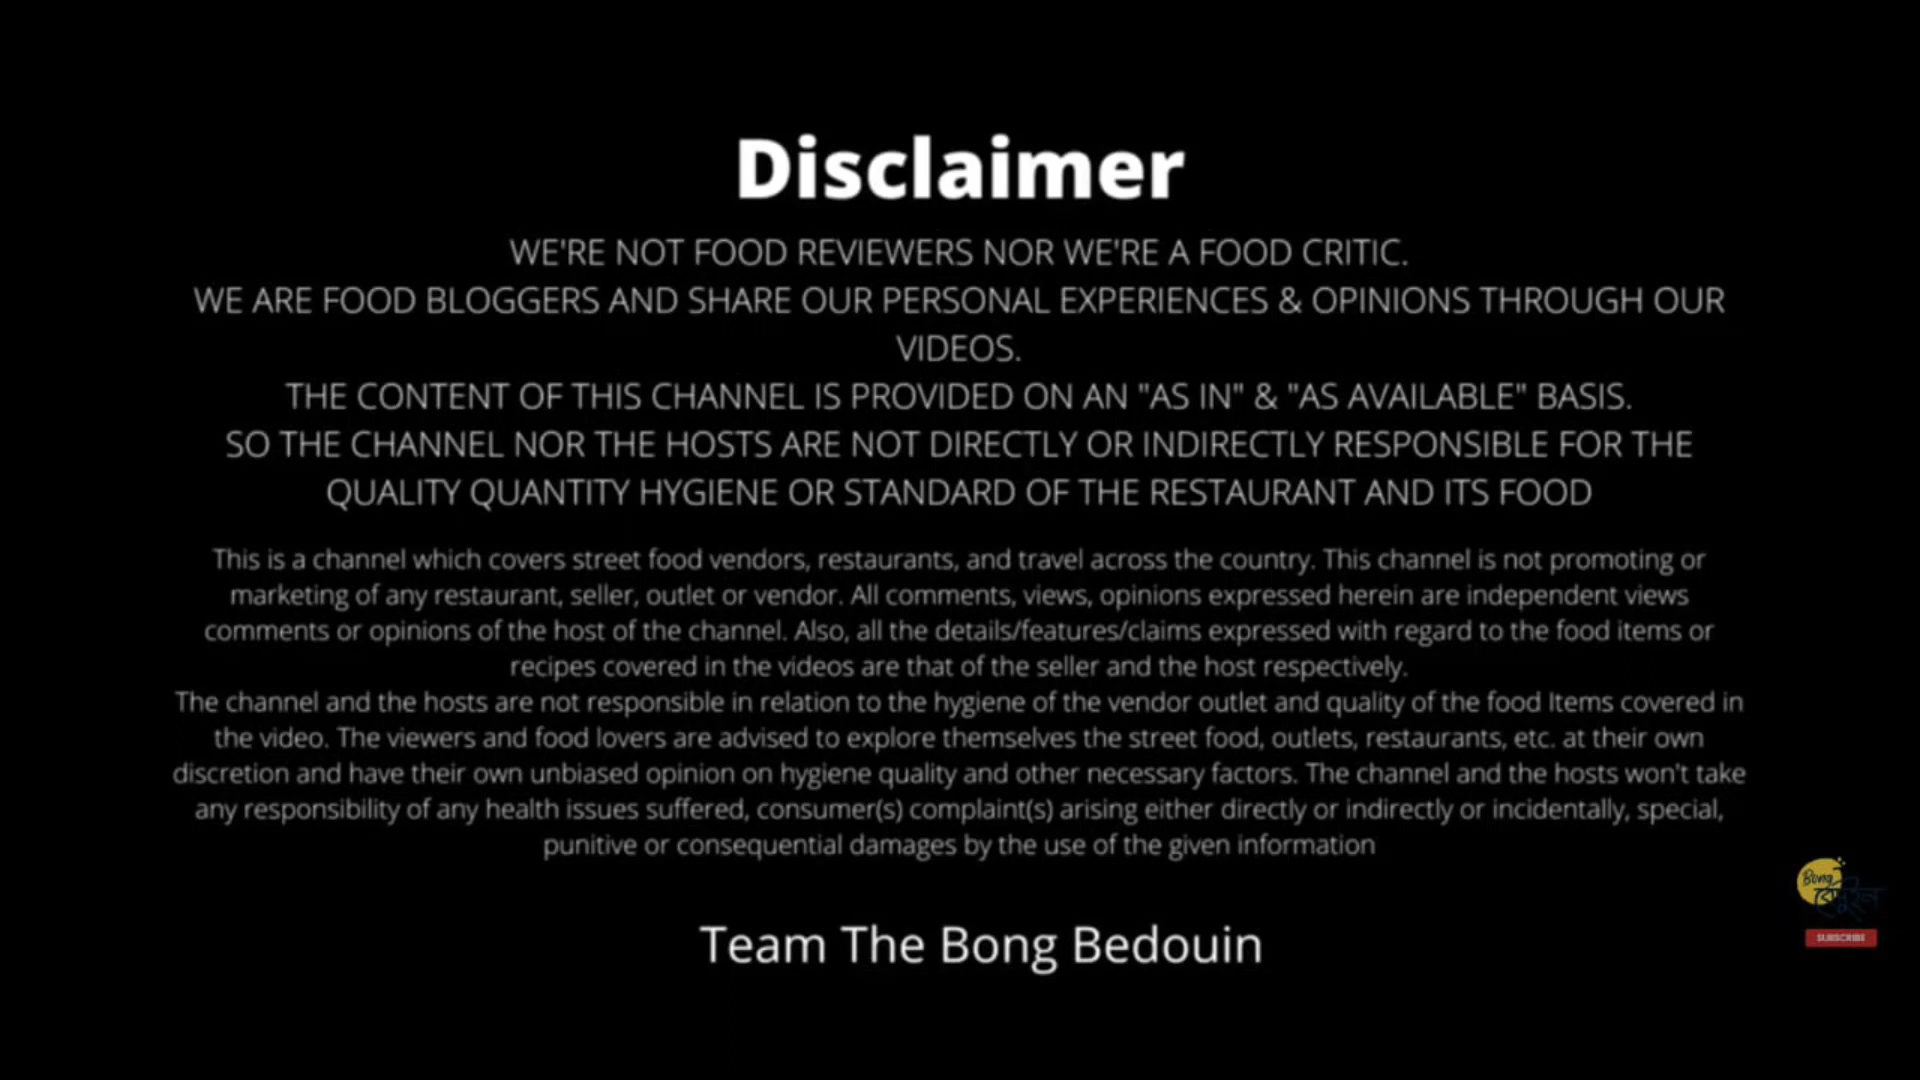 Disclaimer
WE'RE NOT FOOD REVIEWERS NOR WE'RE A FOOD CRITIC.
WE ARE FOOD BLOGGERS AND SHARE OUR PERSONAL EXPERIENCES & OPINIONS THROUGH OUR
VIDEOS.
THE CONTENT OF THIS CHANNEL IS PROVIDED ON AN "AS IN" & "AS AVAILABLE" BASIS.
SO THE CHANNEL NOR THE HOSTS ARE NOT DIRECTLY OR INDIRECTLY RESPONSIBLE FOR THE
QUALITY QUANTITY HYGIENE OR STANDARD OF THE RESTAURANT AND ITS FOOD
This is a channel which covers street food vendors, restaurants, and travel across the country. This channel is not promoting or
marketing of any restaurant, seller, outlet or vendor. All comments, views, opinions expressed herein are independent views
comments or opinions of the host of the channel. Also, all the details/features/claims expressed with regard to the food items or
recipes covered in the videos are that of the seller and the host respectively.
The channel and the hosts are not responsible in relation to the hygiene of the vendor outlet and quality of the food Items covered in
the video. The viewers and food lovers are advised to explore themselves the street food, outlets, restaurants, etc. at their own
discretion and have their own unbiased opinion on hygiene quality and other necessary factors. The channel and the hosts won't take
any responsibility of any health issues suffered, consumer(s) complaint(s) arising either directly or indirectly or incidentally, special,
punitive or consequential damages by the use of the given information
Team The Bong Bedouin
Bong
SUBSCRIBE